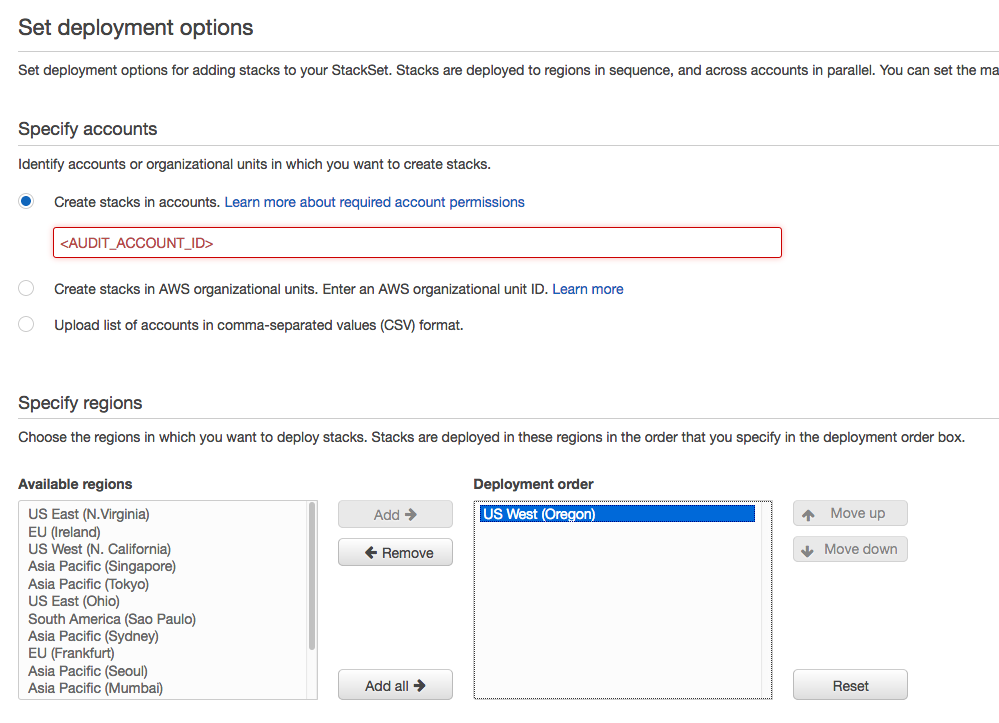 Set deployment options
Set deployment options for adding stacks to your StackSet. Stacks are deployed to regions in sequence, and across accounts in parallel. You can set the ma
Specify accounts
Identify accounts or organizational units in which you want to create stacks.
Create stacks in accounts. Learn more about required account permissions
<AUDIT_ACCOUNT_ID>
Create stacks in AWS organizational units. Enter an AWS organizational unit ID. Learn more
Upload list of accounts in comma-separated values (CSV) format.
Specify regions
Choose the regions in which you want to deploy stacks. Stacks are deployed in these regions in the order that you specify in the deployment order box.
Available regions
US East (N.Virginia)
EU (Ireland)
US West (N. California)
Asia Pacific (Singapore)
Asia Pacific (Tokyo)
US East (Ohio)
South America (Sao Paulo)
Asia Pacific (Sydney)
EU (Frankfurt)
Asia Pacific (Seoul)
Asia Pacific (Mumbai)
Add
Remove
Add all
Deployment order
US West (Oregon)
Move up
Move down
Reset